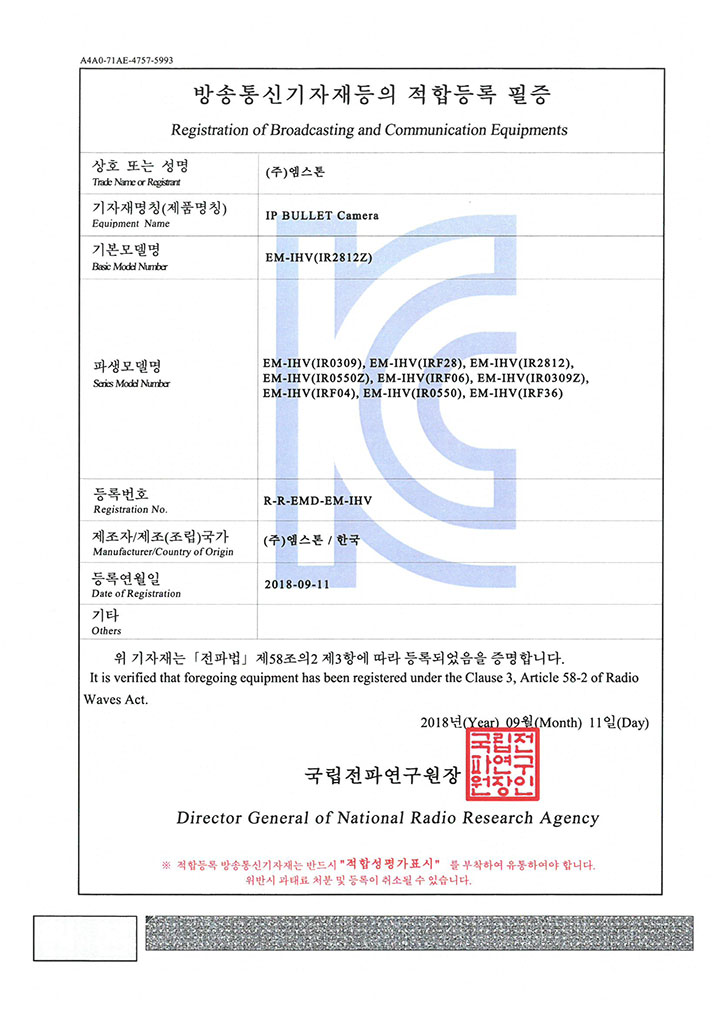 A4A0-71AE-4757-5993
방송통신기자재등의 적합등록 필증
Registration of Broadcasting and Communication Equipments
상호 또는 성명
Trade Name or Registrant
(주)엠스톤
기자재명칭(제품명칭)
Equipment Name
IP BULLET Camera
기본모델명
Basic Model Number
EM-IHV(IR2812Z)
파생모델명
Series Model Number
EM-IHV(IR0309), EM-IHV(IRF28), EM-IHV(IR2812),
EM-IHV(IR0550Z), EM-IHV(IRF06), EM-IHV(IR0309Z),
EM-IHV(IRF04), EM-IHV(IR0550), EM-IHV(IRF36)
등록번호
Registration No.
R-R-EMD-EM-IHV
제조자/제조(조립)국가
Manufacturer/Country of Origin
(주)엠스톤 / 한국
등록연월일
Date of Registration
2018-09-11
기타
Others
위 기자재는「전파법」제58조의2 제3항에 따라 등록되었음을 증명합니다.
It is verified that foregoing equipment has been registered under the Clause 3, Article 58-2 of Radio
Waves Act.
2018년(Year) 09월(Month) 11일(Day)
국립전파연구원장
국립전
파연구
원장인
Director General of National Radio Research Agency
※ 적합등록 방송통신기자재는 반드시 "적합성평가표시" 를 부착하여 유통하여야 합니다.
위반시 과태료 처분 및 등록이 취소될 수 있습니다.